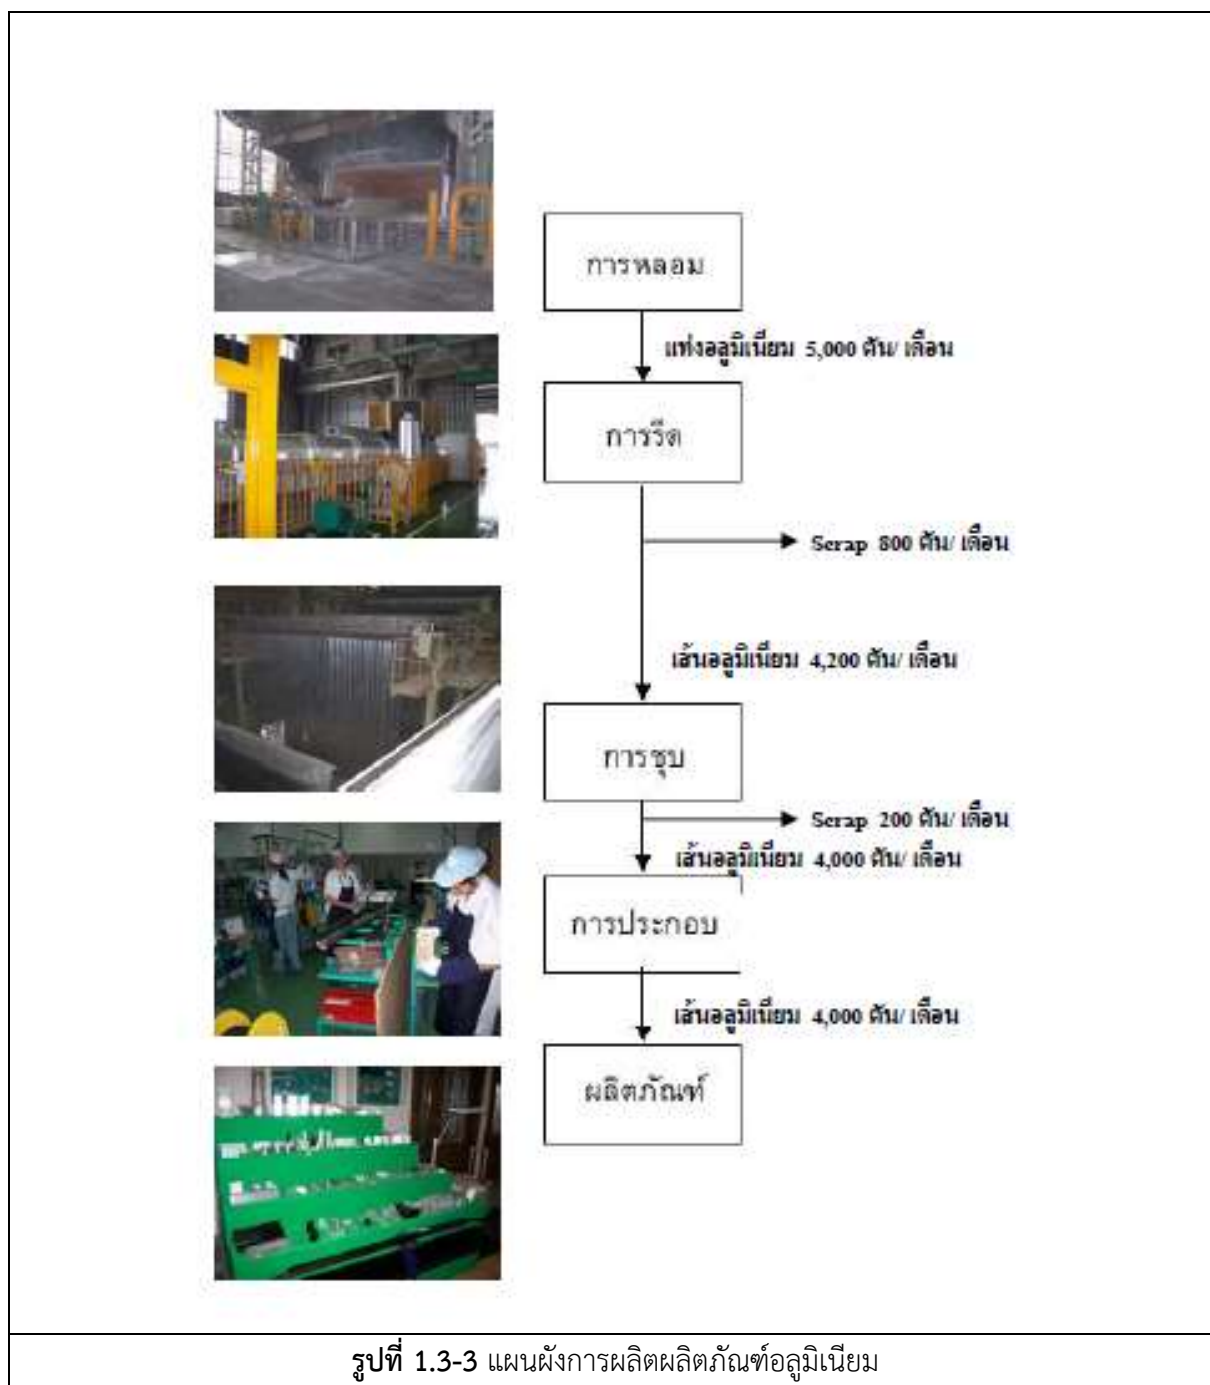 การหลอม
แท่งอลูมิเนียม 5,000 ตัน/ เดือน
การรีด
Scrap 800 ตัน/ เดือน
เส้นอลูมิเนียม 4,200 ตัน/ เดือน
การชุบ
Scrap 200 ตัน/ เดือน
เส้นอลูมิเนียม 4,000 ตัน/ เดือน
การประกอบ
เส้นอลูมิเนียม 4,000 ตัน/ เดือน
ผลิตภัณฑ์
รูปที่ 1.3-3 แผนผังการผลิตผลิตภัณฑ์อลูมิเนียม